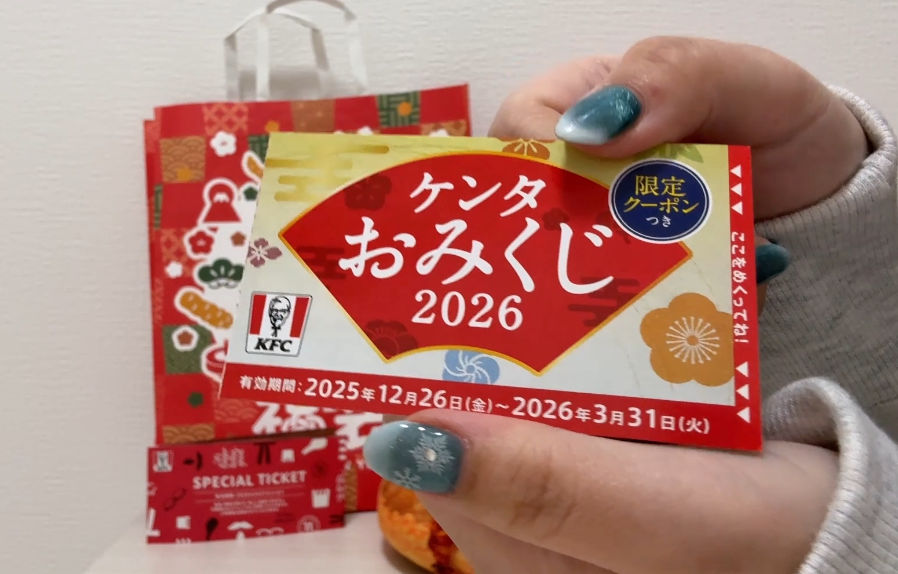 ケンタ
おみくじ
2026
限定
クーポン
つき
ここをめくってね!
KFC
有効期間:2025年12月26日(金)~2026年3月31日(火)
SPECIAL TICKET